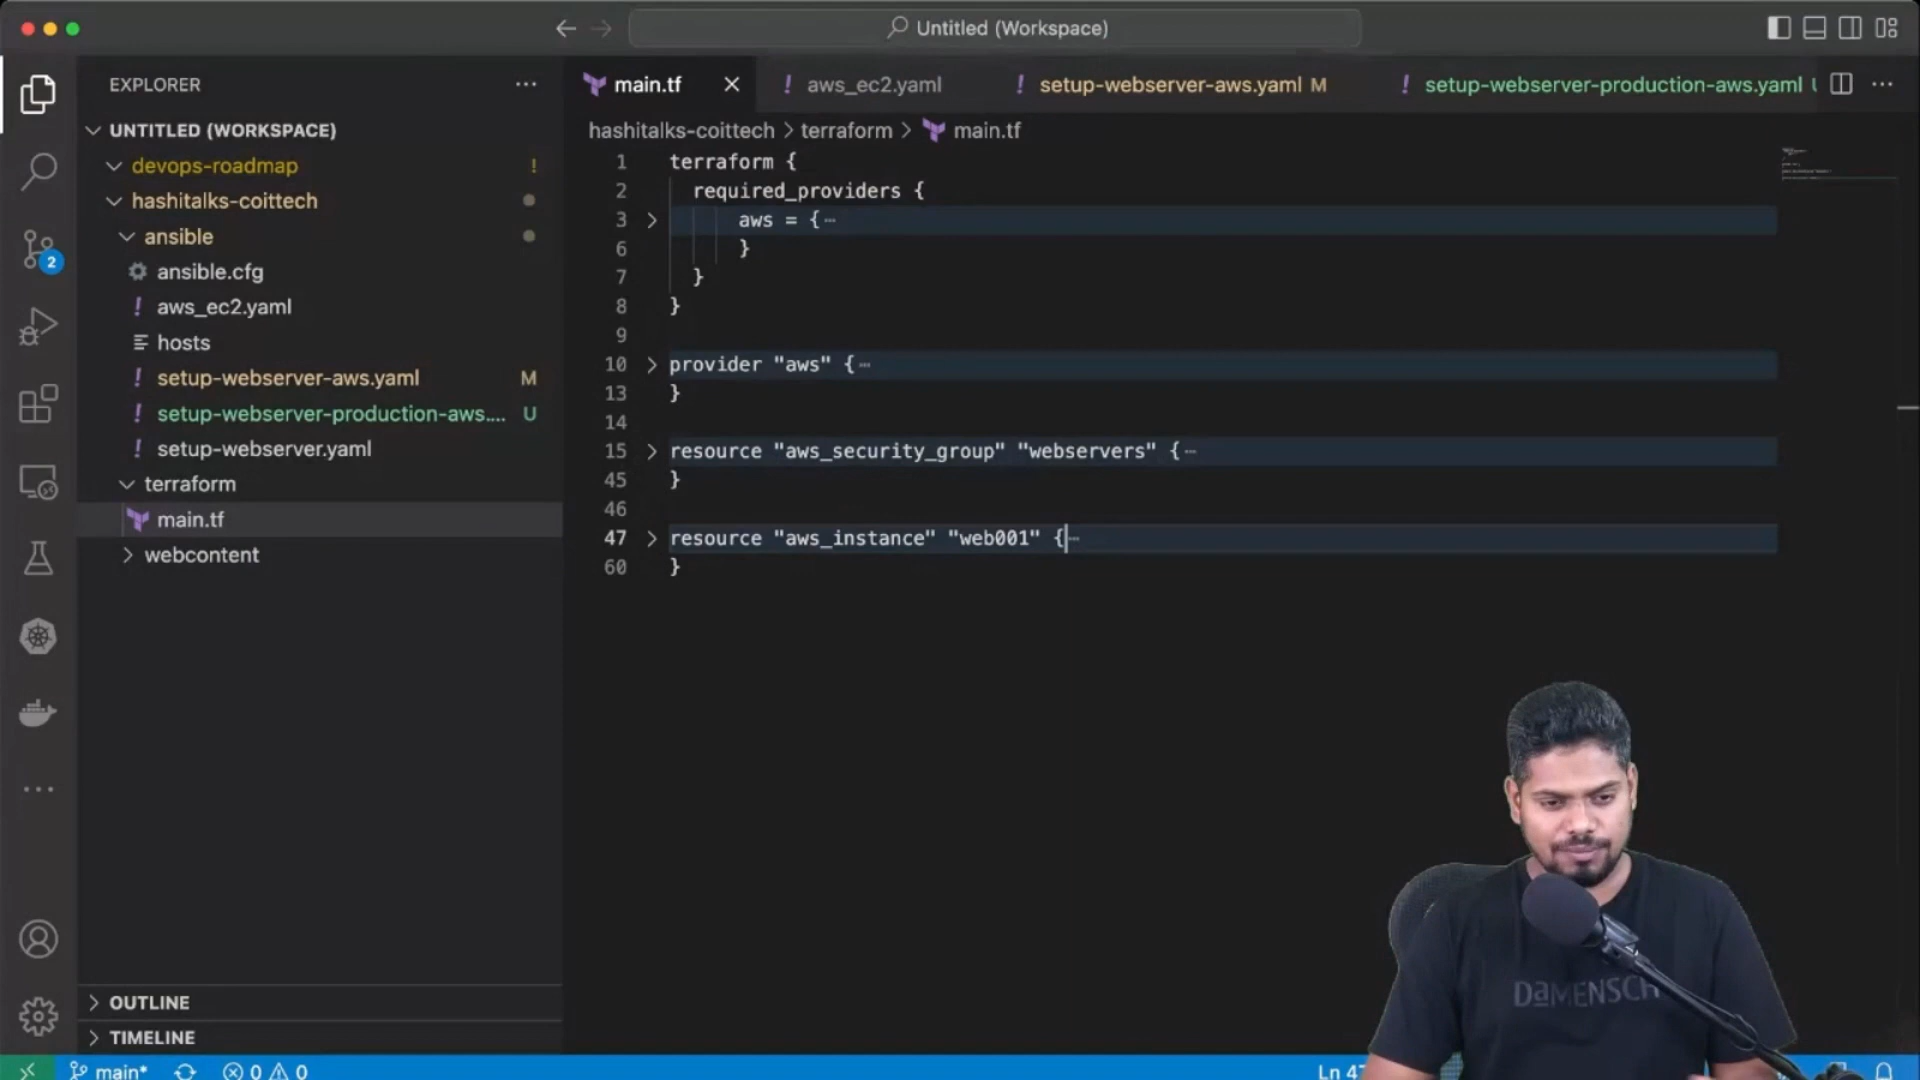 Untitled (Workspace)
EXPLORER
UNTITLED (WORKSPACE)
devops-roadmap !
hashitalks-coittech
ansible
ansible.cfg
! aws_ec2.yaml
hosts
! setup-webserver-aws.yaml M
! setup-webserver-production-aws.... U
! setup-webserver.yaml
terraform
main.tf
webcontent
OUTLINE
TIMELINE
2
main.tf
! aws_ec2.yaml
! setup-webserver-aws.yaml M
! setup-webserver-production-aws.yaml
hashitalks-coittech > terraform > main.tf
1 terraform {
2 required_providers {
3 aws = {
6 }
7 }
8 }
9
10 provider "aws" {
13 }
14
15 resource "aws_security_group" "webservers" {
45 }
46
47 resource "aws_instance" "web001" {
60 }
DaMENSCH
main* 0 0
Ln 47